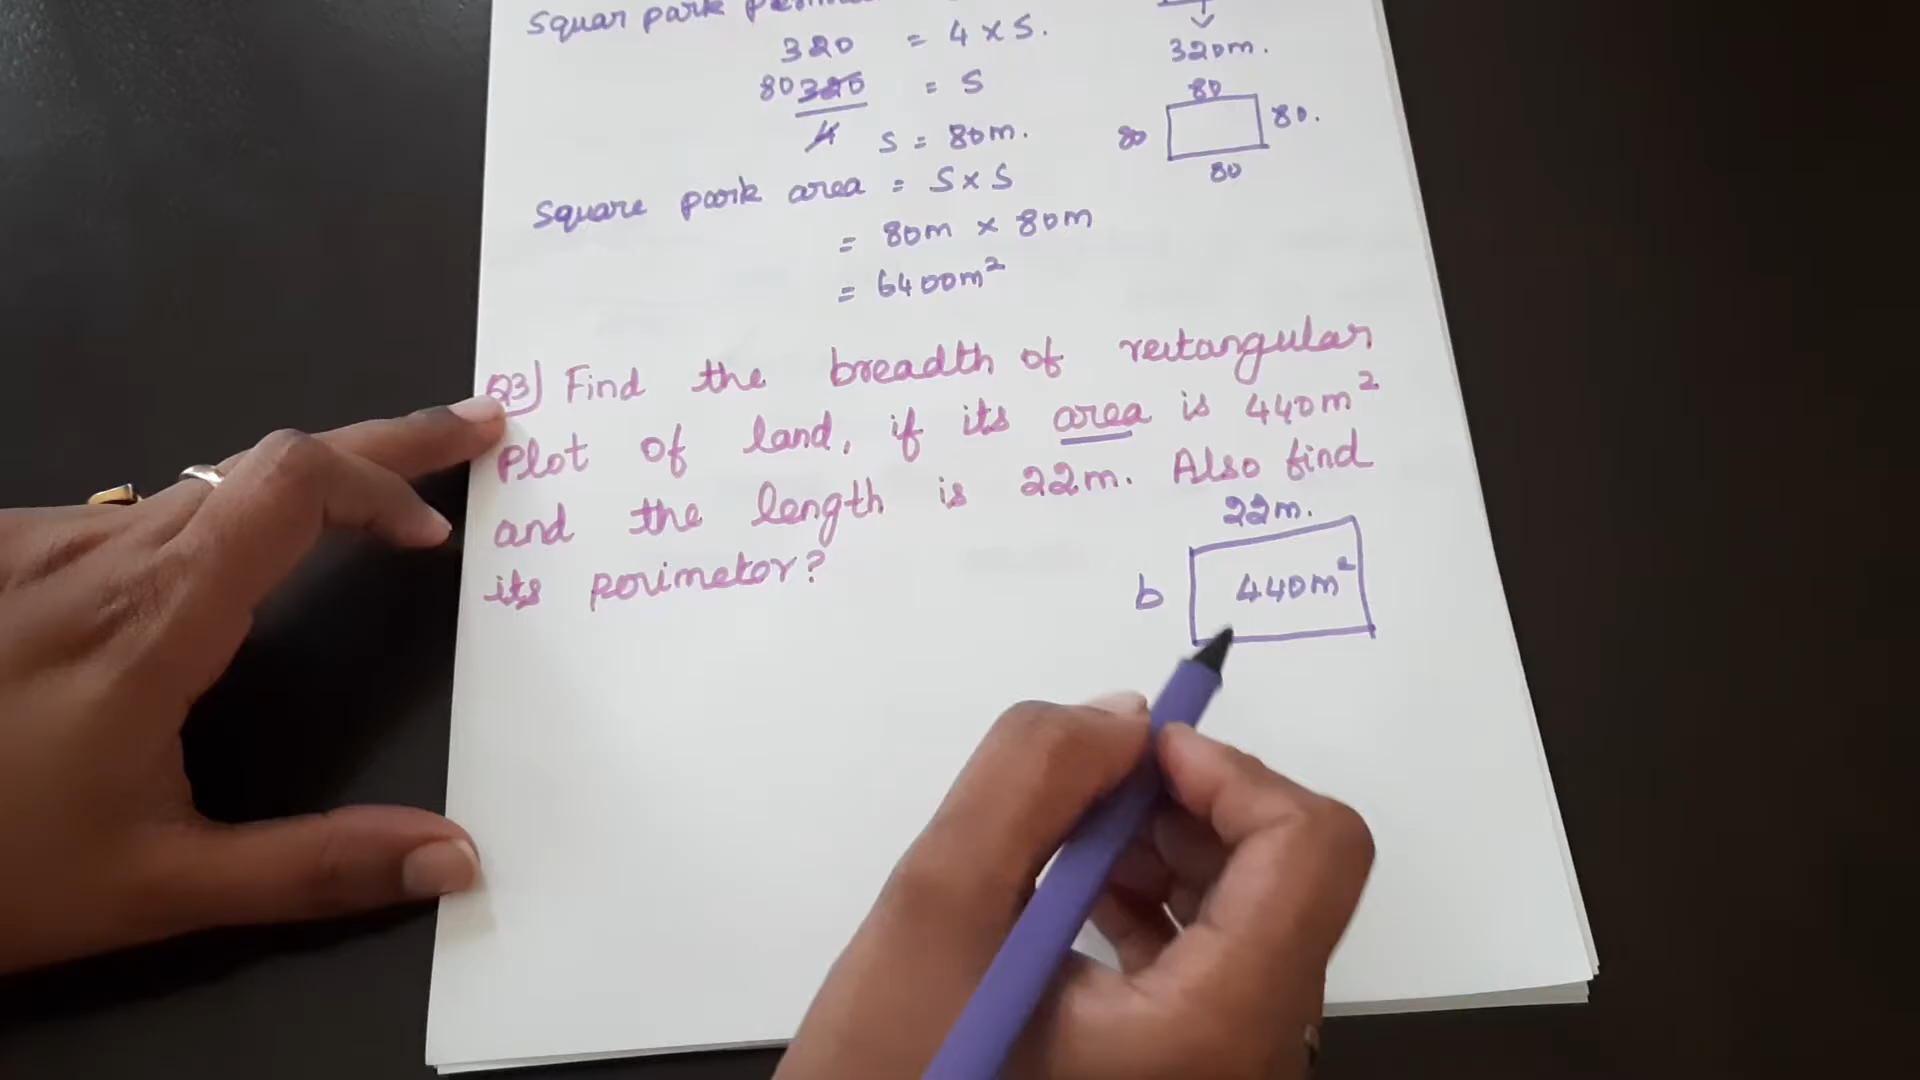 Squar park
320 = 4 x S.
320m.
80 320 = S
4
S = 80m.
80
80
80.
80
Square park area = S x S
= 80m x 80m
= 6400m²
Q3) Find the breadth of rectangular
Plot of land, if its area is 440m²
and the length is 22m. Also find
its perimeter?
22m.
b
440m²